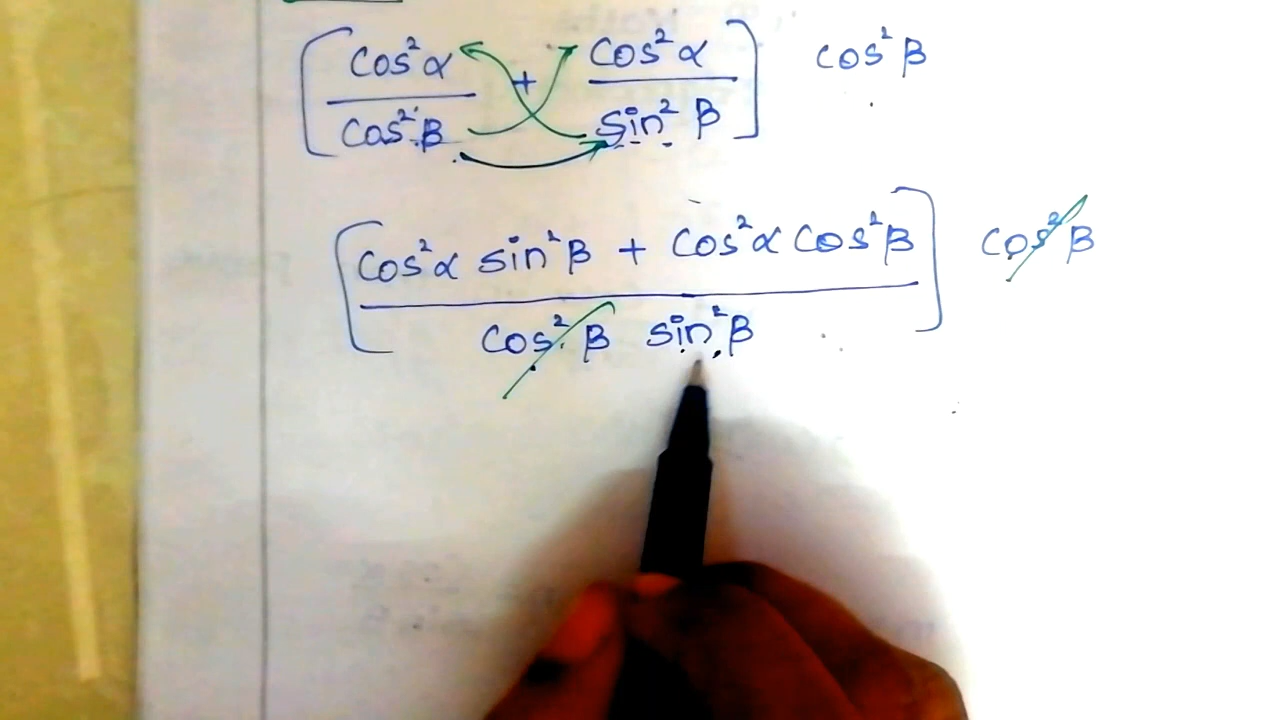 [cos²α / cos²β + cos²α / sin²β] cos²β
[cos²α sin²β + cos²α cos²β / cos²β sin²β] cos²β